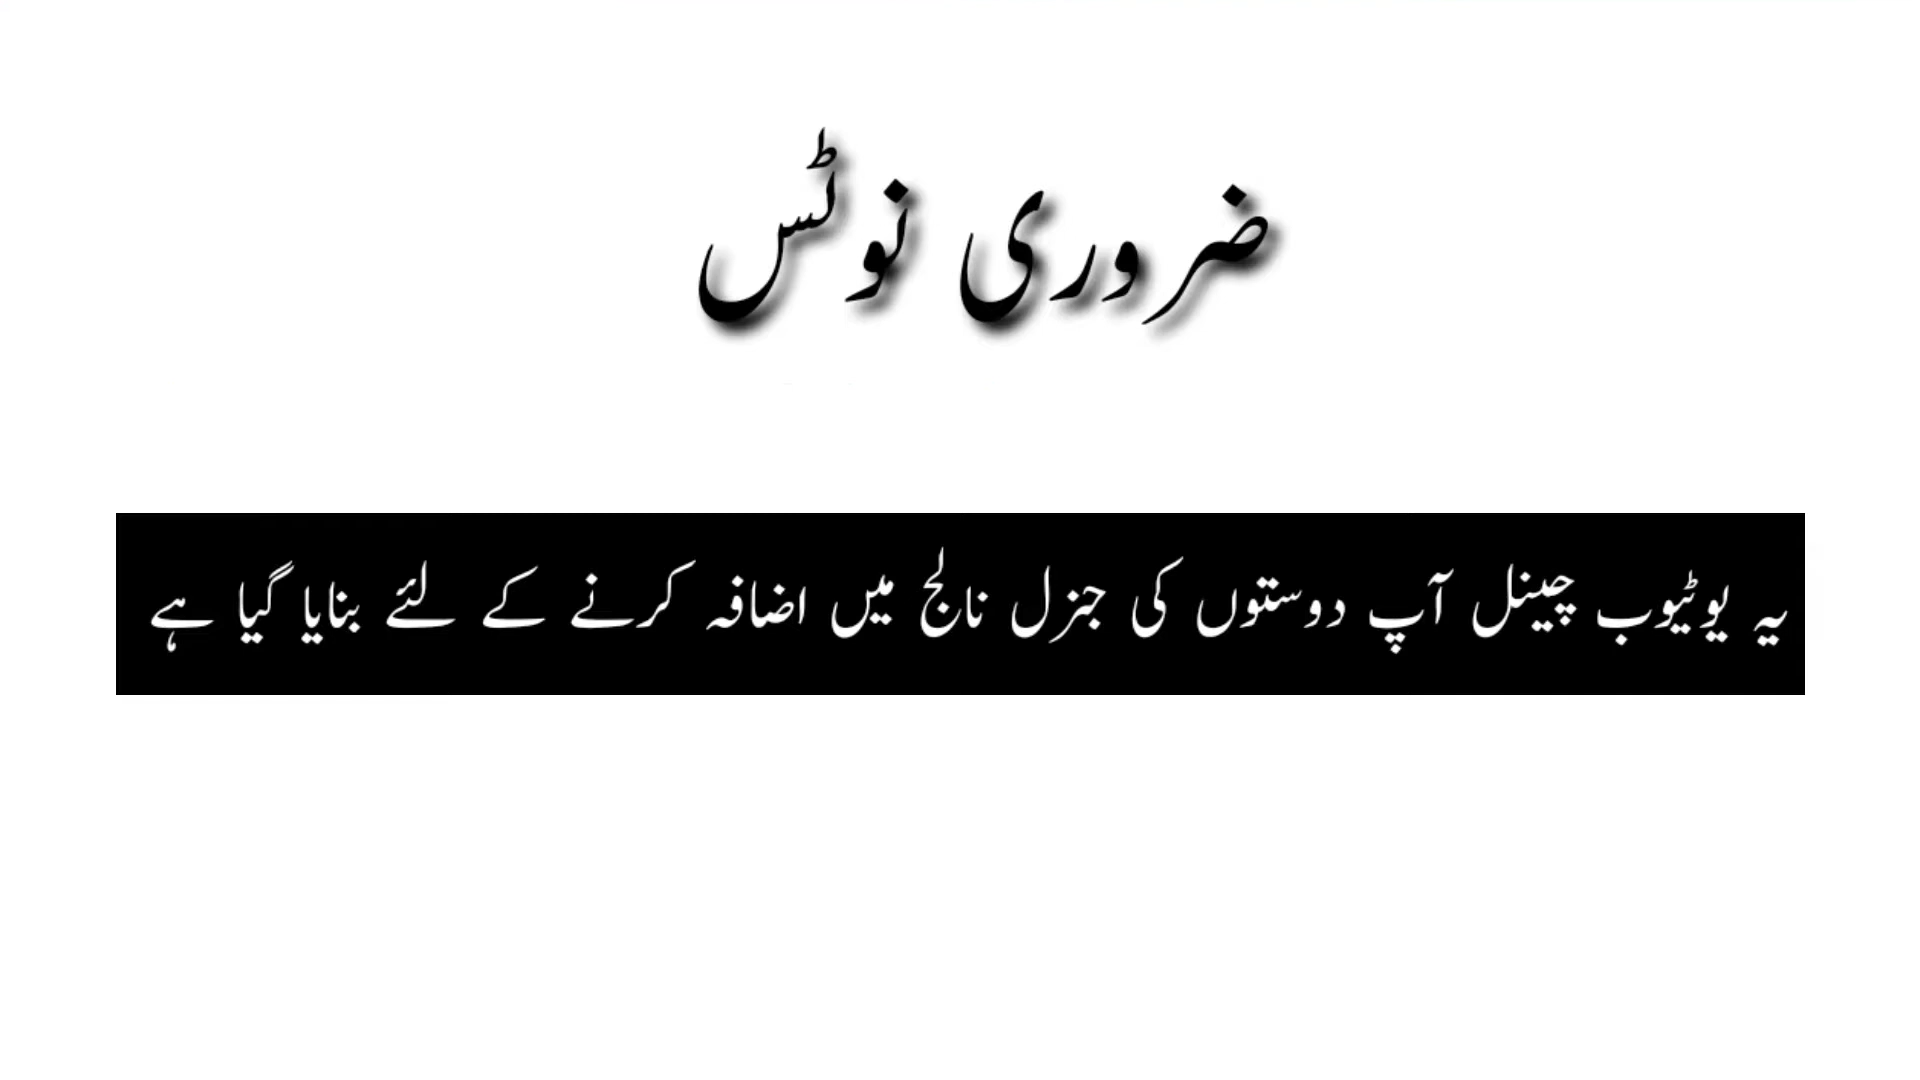 ضروری نوٹس
یہ یوٹیوب چینل آپ دوستوں کی جنرل نالج میں اضافہ کرنے کے لئے بنایا گیا ہے